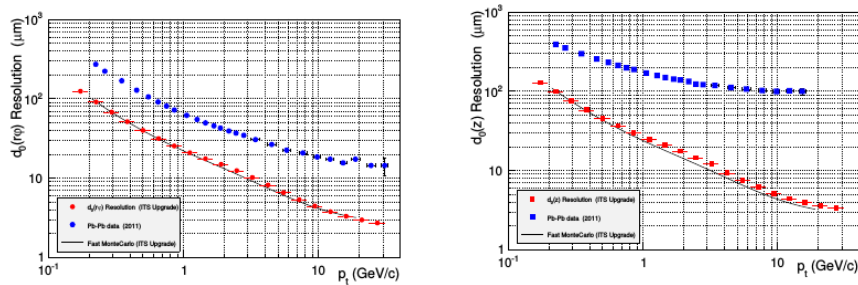 d₀(rφ) Resolution (μm)
10³
10²
10
1
d₀(rφ) Resolution (ITS Upgrade)
Pb-Pb data (2011)
Fast MonteCarlo (ITS Upgrade)
10⁻¹ 1 10
pₜ (GeV/c)
d₀(z) Resolution (μm)
10³
10²
10
1
d₀(z) Resolution (ITS Upgrade)
Pb-Pb data (2011)
Fast MonteCarlo (ITS Upgrade)
10⁻¹ 1 10
pₜ (GeV/c)